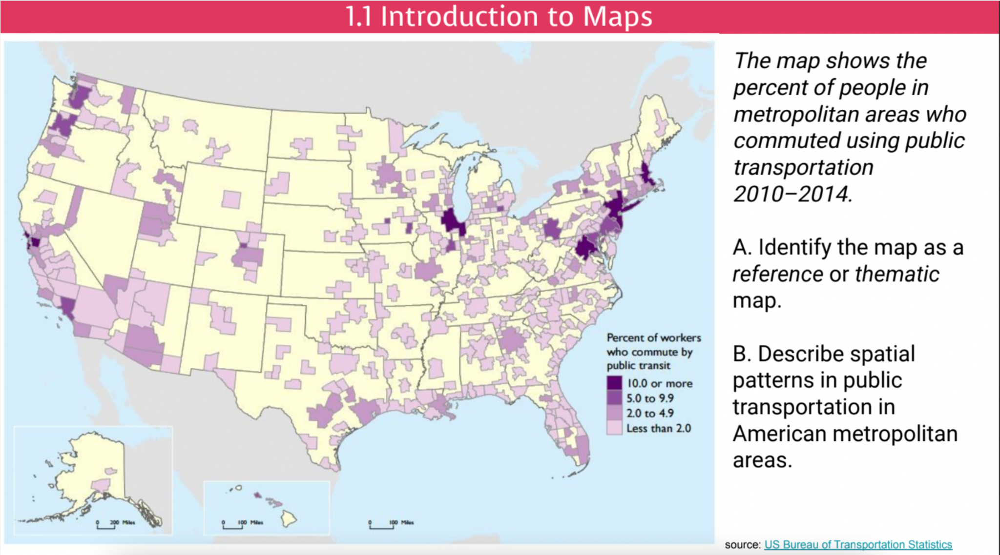 1.1 Introduction to Maps
The map shows the
percent of people in
metropolitan areas who
commuted using public
transportation
2010–2014.
A. Identify the map as a
reference or thematic
map.
B. Describe spatial
patterns in public
transportation in
American metropolitan
areas.
Percent of workers
who commute by
public transit
10.0 or more
5.0 to 9.9
2.0 to 4.9
Less than 2.0
0 200 Miles
0 100 Miles
0 100 Miles
source: US Bureau of Transportation Statistics